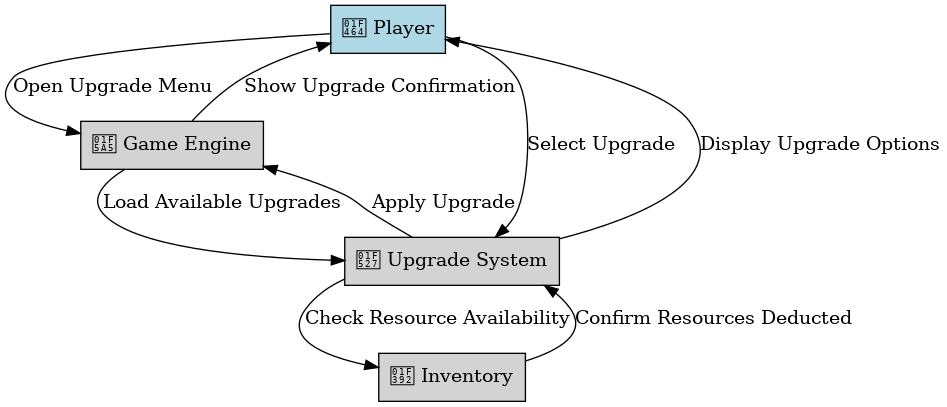 👤 Player
Open Upgrade Menu
Show Upgrade Confirmation
🖥 Game Engine
Select Upgrade
Display Upgrade Options
Load Available Upgrades
Apply Upgrade
🔧 Upgrade System
Check Resource Availability
Confirm Resources Deducted
🎒 Inventory